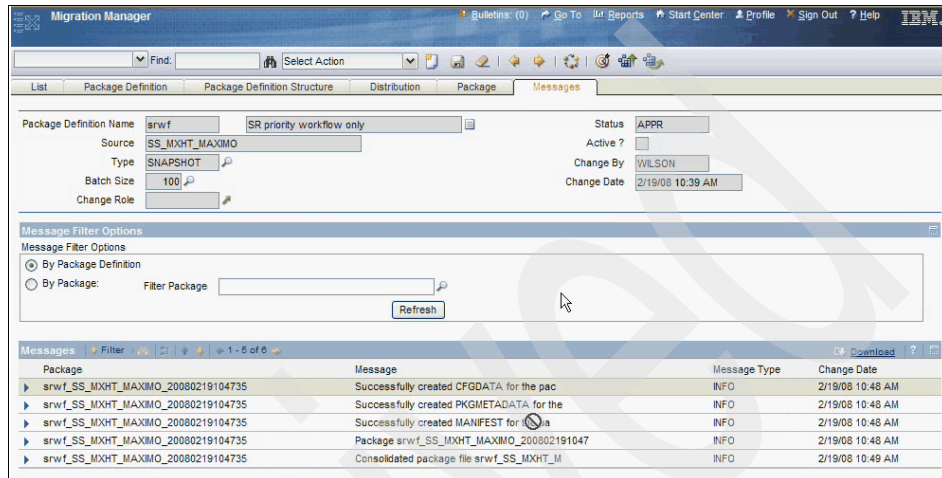 Migration Manager
Bulletins: (0) Go To Reports Start Center Profile Sign Out ? Help IBM.
Find: Select Action
List Package Definition Package Definition Structure Distribution Package Messages
Package Definition Name srwf SR priority workflow only Status APPR
Source SS_MXHT_MAXIMO Active ?
Type SNAPSHOT Change By WILSON
Batch Size 100 Change Date 2/19/08 10:39 AM
Change Role
Message Filter Options
Message Filter Options
By Package Definition
By Package: Filter Package
Refresh
Messages Filter 1 - 5 of 6 Download ?
Package Message Message Type Change Date
srwf_SS_MXHT_MAXIMO_20080219104735 Successfully created CFGDATA for the pac INFO 2/19/08 10:48 AM
srwf_SS_MXHT_MAXIMO_20080219104735 Successfully created PKGMETADATA for the INFO 2/19/08 10:48 AM
srwf_SS_MXHT_MAXIMO_20080219104735 Successfully created MANIFEST for INFO 2/19/08 10:48 AM
srwf_SS_MXHT_MAXIMO_20080219104735 Package srwf_SS_MXHT_MAXIMO_200802191047 INFO 2/19/08 10:48 AM
srwf_SS_MXHT_MAXIMO_20080219104735 Consolidated package file srwf_SS_MXHT_M INFO 2/19/08 10:49 AM